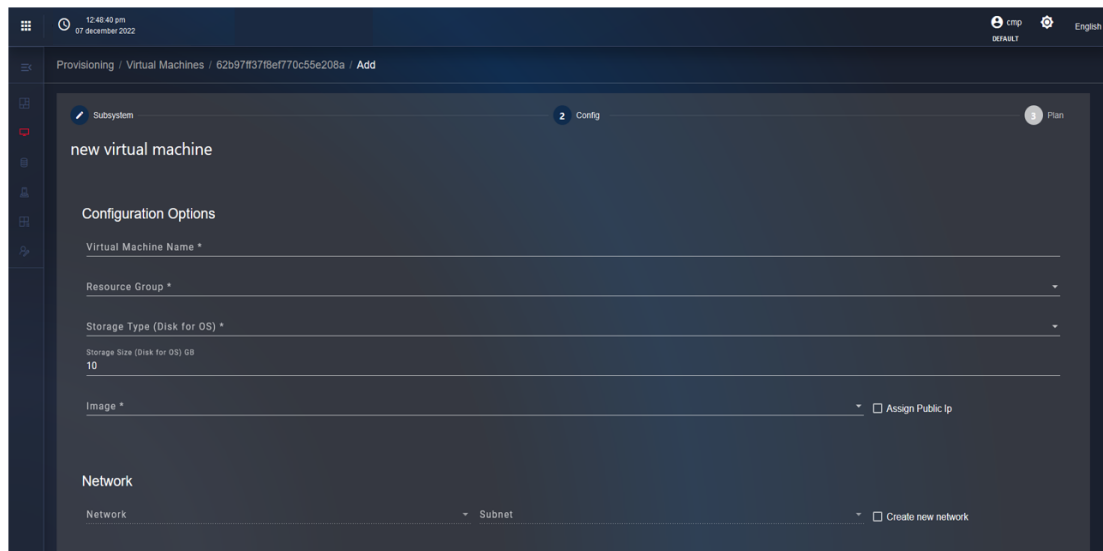 12:48:40 pm
07 december 2022
cmp
DEFAULT
English
Provisioning / Virtual Machines / 62b97ff37f8ef770c55e208a / Add
Subsystem
2 Config
3 Plan
new virtual machine
Configuration Options
Virtual Machine Name *
Resource Group *
Storage Type (Disk for OS) *
Storage Size (Disk for OS) GB
10
Image *
Assign Public Ip
Network
Network
Subnet
Create new network